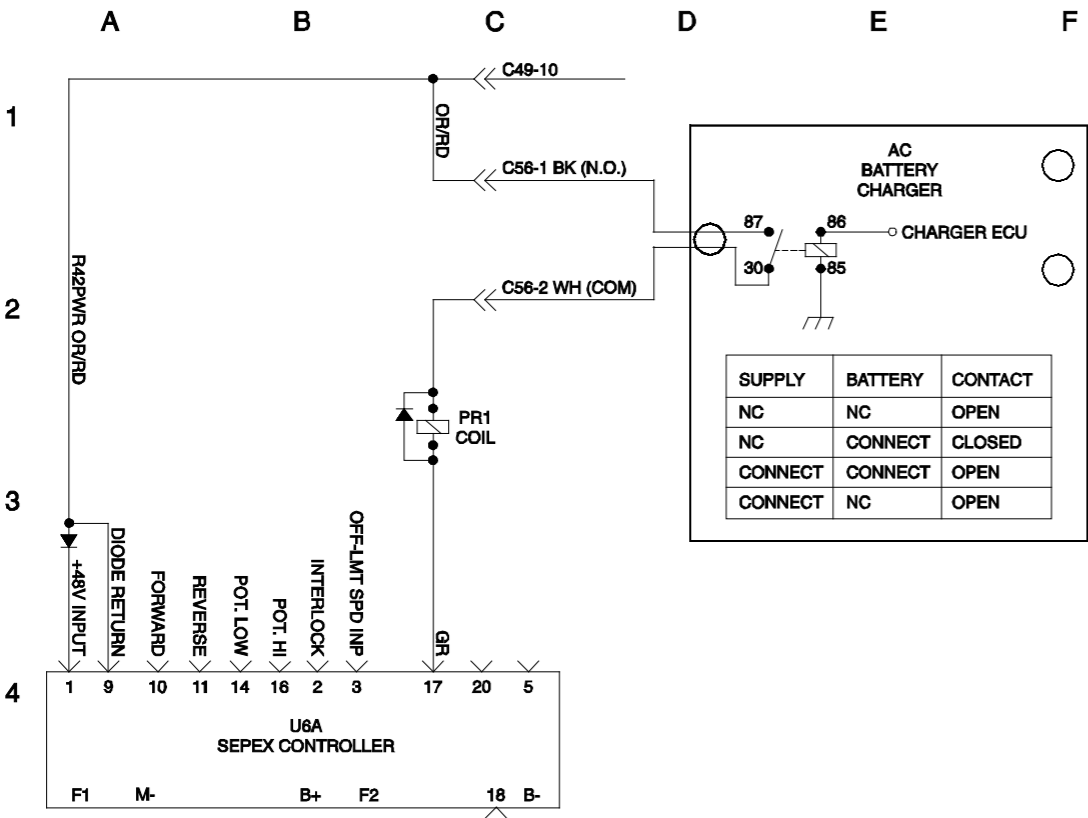 A B C D E F
1
2
3
4
C49-10
OR/RD
C56-1 BK (N.O.)
AC
BATTERY
CHARGER
87
86
CHARGER ECU
30
85
R42PWR OR/RD
C56-2 WH (COM)
PR1
COIL
SUPPLY BATTERY CONTACT
NC NC OPEN
NC CONNECT CLOSED
CONNECT CONNECT OPEN
CONNECT NC OPEN
+48V INPUT
DIODE RETURN
FORWARD
REVERSE
POT. LOW
POT. HI
INTERLOCK
OFF-LMT SPD INP
GR
1 9 10 11 14 16 2 3 17 20 5
U6A
SEPEX CONTROLLER
F1 M- B+ F2 18 B-